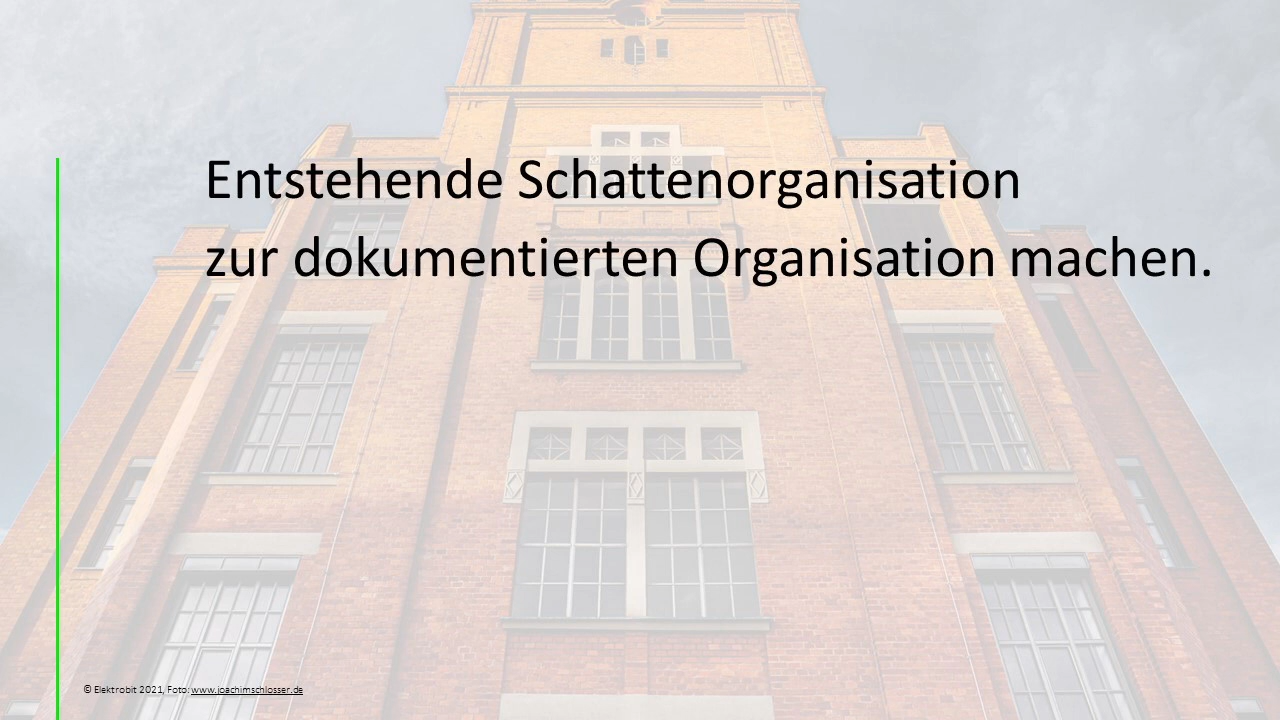 Entstehende Schattenorganisation
zur dokumentierten Organisation machen.
© Elektrobit 2021, Foto: www.joachimschlosser.de